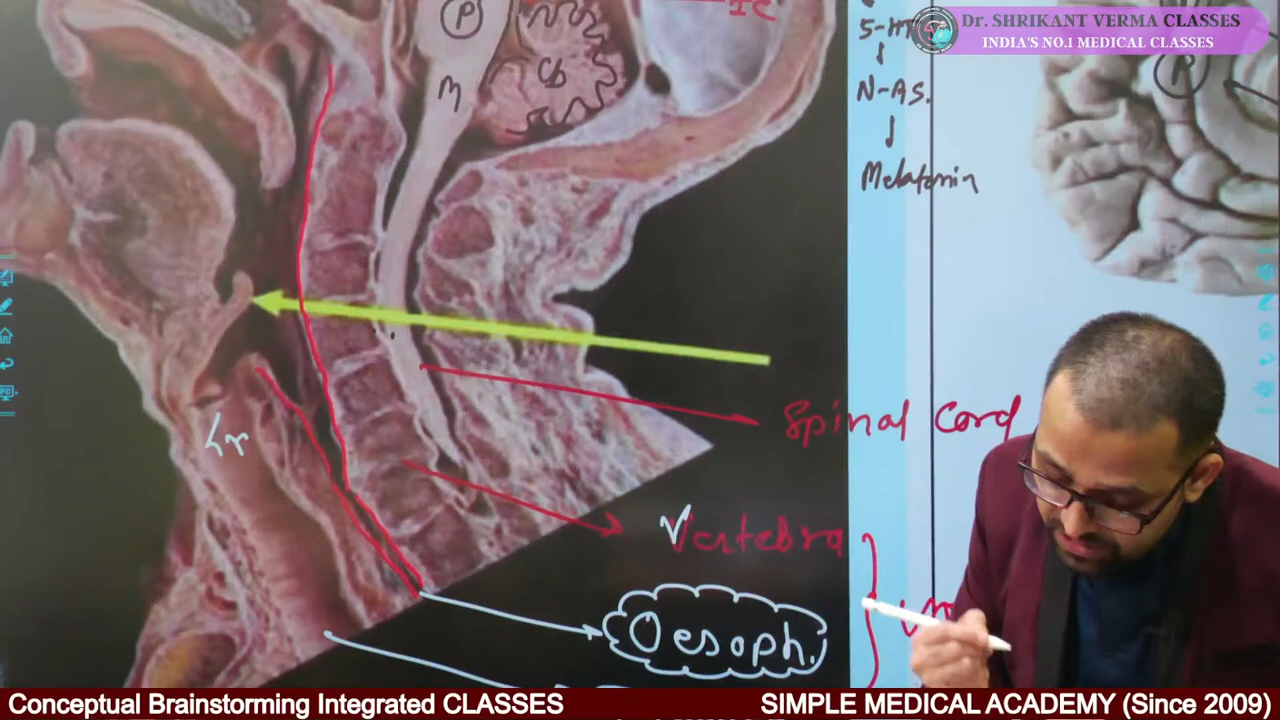 Dr. SHRIKANT VERMA CLASSES
INDIA'S NO.1 MEDICAL CLASSES
5-HT
N-AS.
Melatonin
P
P
m
Cb
Lr
Spinal Cord
Vertebra
Oesoph.
Conceptual Brainstorming Integrated CLASSES
SIMPLE MEDICAL ACADEMY (Since 2009)